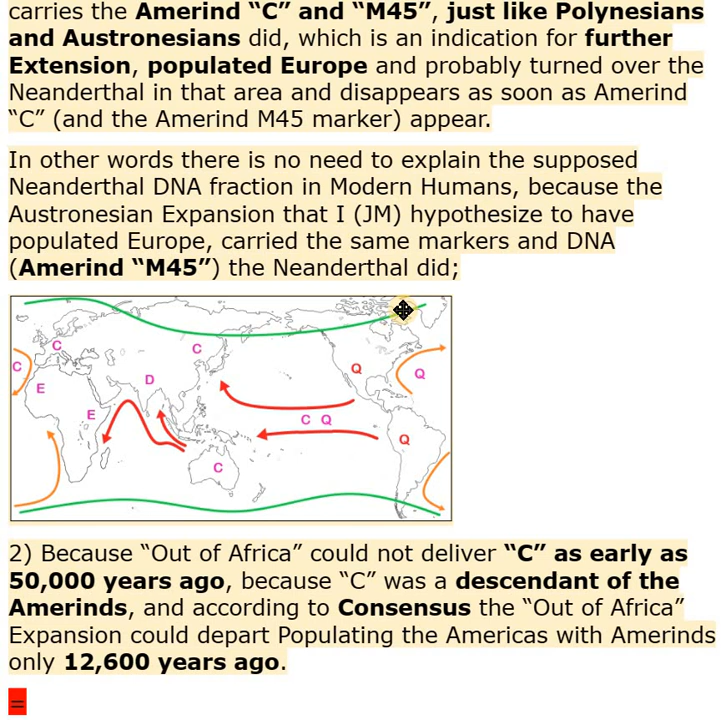 carries the Amerind “C” and “M45”, just like Polynesians
and Austronesians did, which is an indication for further
Extension, populated Europe and probably turned over the
Neanderthal in that area and disappears as soon as Amerind
“C” (and the Amerind M45 marker) appear.
In other words there is no need to explain the supposed
Neanderthal DNA fraction in Modern Humans, because the
Austronesian Expansion that I (JM) hypothesize to have
populated Europe, carried the same markers and DNA
(Amerind “M45”) the Neanderthal did;
C
C
C
Q
Q
D
E
E
C Q
Q
C
2) Because “Out of Africa” could not deliver “C” as early as
50,000 years ago, because “C” was a descendant of the
Amerinds, and according to Consensus the “Out of Africa”
Expansion could depart Populating the Americas with Amerinds
only 12,600 years ago.
=